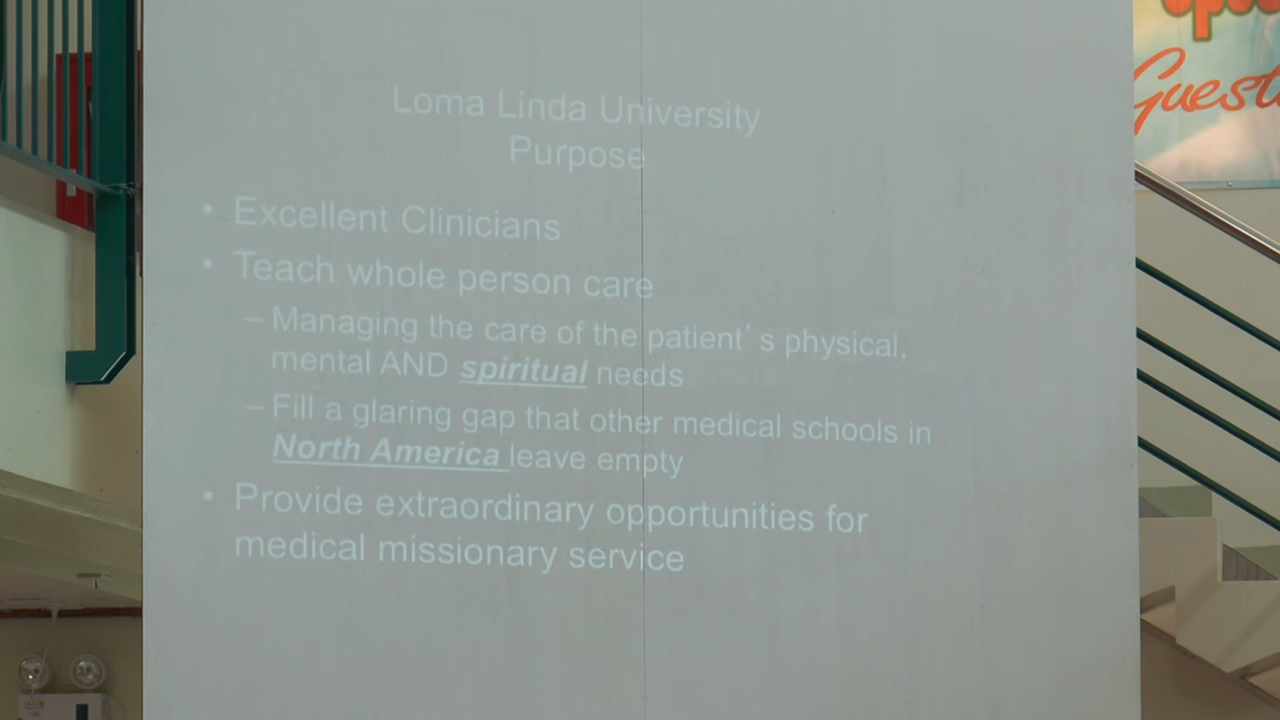 Loma Linda University
Purpose
• Excellent Clinicians
• Teach whole person care
– Managing the care of the patient's physical,
mental AND spiritual needs
– Fill a glaring gap that other medical schools in
North America leave empty
• Provide extraordinary opportunities for
medical missionary service
Guest